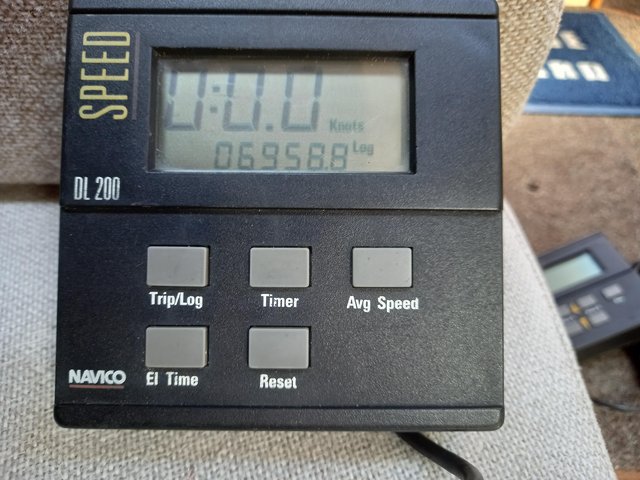 SPEED
0:0.0 Knots
06958.8 Log
DL 200
Trip/Log Timer Avg Speed
NAVICO El Time Reset